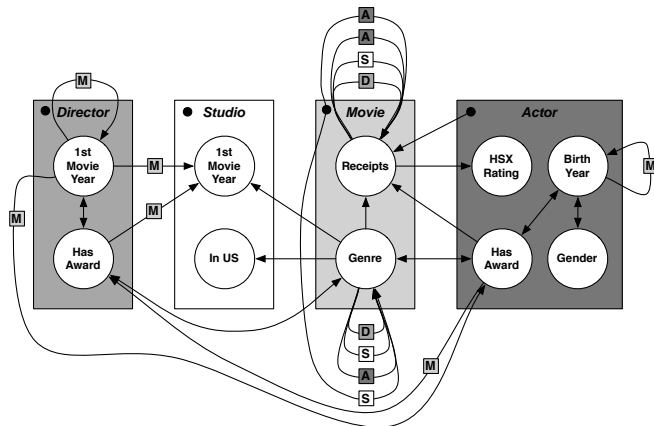 A
A
S
D
M
Director
Studio
Movie
Actor
1st
Movie
Year
M
1st
Movie
Year
Receipts
HSX
Rating
Birth
Year
M
M
M
Has
Award
In US
Genre
Has
Award
Gender
D
S
M
A
S